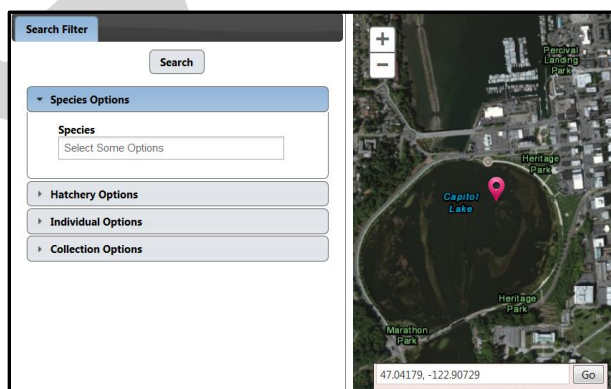 Search Filter
Search
Species Options
Species
Select Some Options
Hatchery Options
Individual Options
Collection Options
+
−
Percival
Landing
Park
Heritage
Park
Capitol
Lake
Heritage
Park
Marathon
Park
47.04179, -122.90729
Go